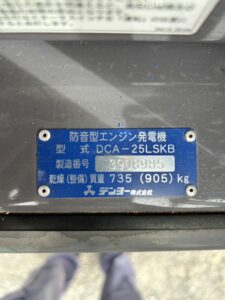 防音型エンジン発電機
型式 DCA-25LSKB
製造番号 3908985
乾燥(整備)質量 735 (905) kg
デンヨー株式会社